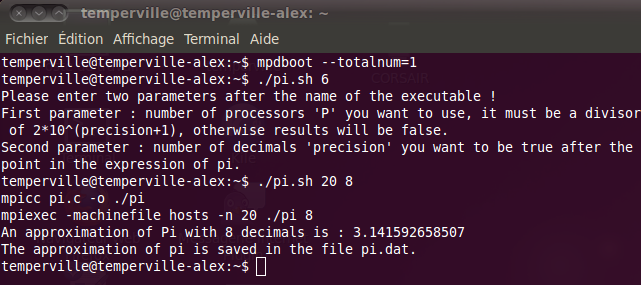 temperville@temperville-alex: ~
Fichier Édition Affichage Terminal Aide
temperville@temperville-alex:~$ mpdboot --totalnum=1
temperville@temperville-alex:~$ ./pi.sh 6
Please enter two parameters after the name of the executable !
First parameter : number of processors 'P' you want to use, it must be a divisor
 of 2*10^(precision+1), otherwise results will be false.
Second parameter : number of decimals 'precision' you want to be true after the
point in the expression of pi.
temperville@temperville-alex:~$ ./pi.sh 20 8
mpicc pi.c -o ./pi
mpiexec -machinefile hosts -n 20 ./pi 8
An approximation of Pi with 8 decimals is : 3.141592658507
The approximation of pi is saved in the file pi.dat.
temperville@temperville-alex:~$